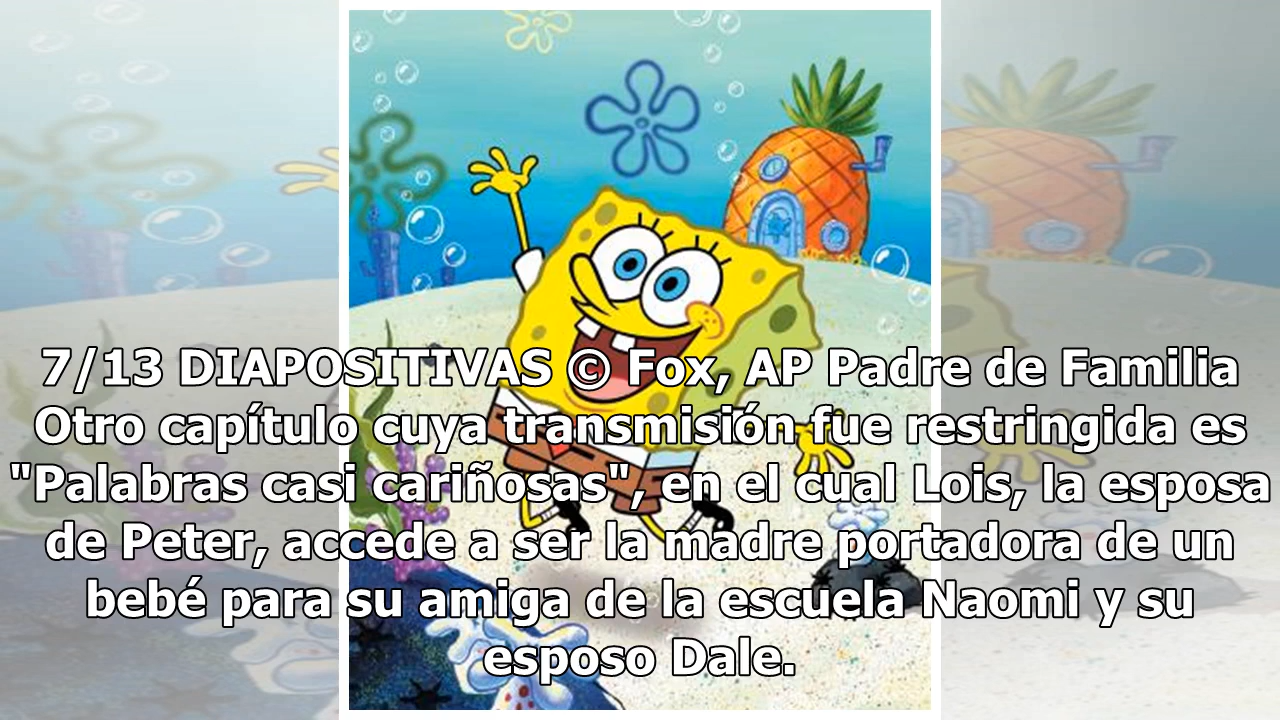 7/13 DIAPOSITIVAS © Fox, AP Padre de Familia
Otro capítulo cuya transmisión fue restringida es
"Palabras casi cariñosas", en el cual Lois, la esposa
de Peter, accede a ser la madre portadora de un
bebé para su amiga de la escuela Naomi y su
esposo Dale.